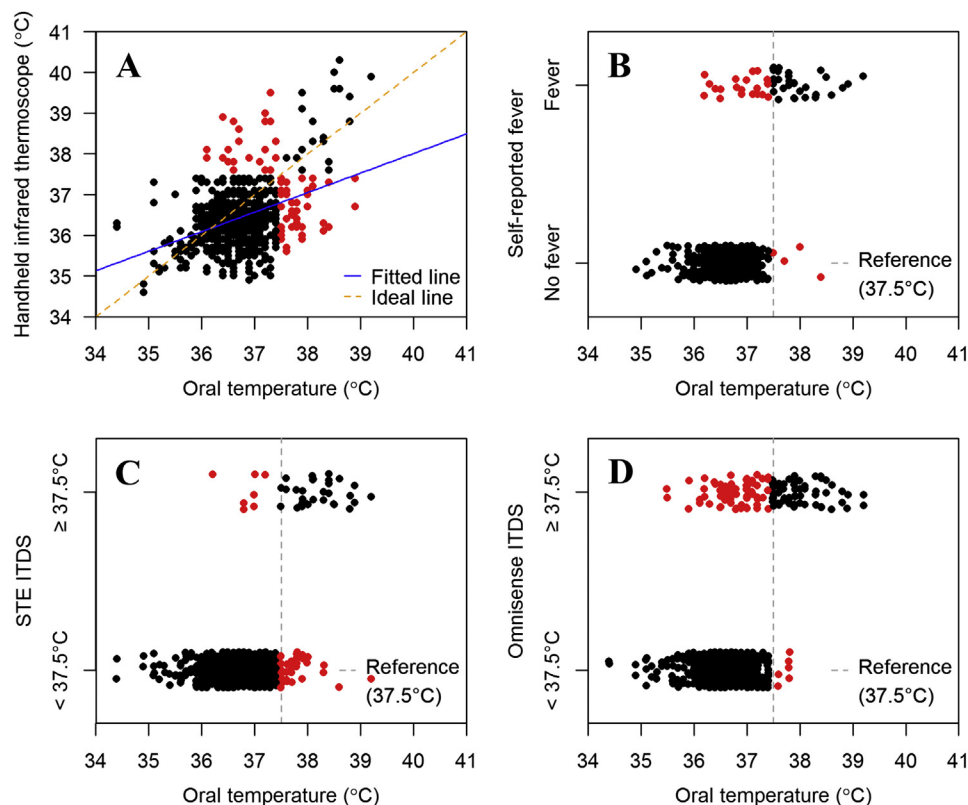 A
Handheld infrared thermoscope (°C)
41
40
39
38
37
36
35
34
Fitted line
Ideal line
34 35 36 37 38 39 40 41
Oral temperature (°C)
B
Self-reported fever
Fever
No fever
Reference
(37.5°C)
34 35 36 37 38 39 40 41
Oral temperature (°C)
C
STE ITDS
≥ 37.5°C
< 37.5°C
Reference
(37.5°C)
34 35 36 37 38 39 40 41
Oral temperature (°C)
D
Omnisense ITDS
≥ 37.5°C
< 37.5°C
Reference
(37.5°C)
34 35 36 37 38 39 40 41
Oral temperature (°C)